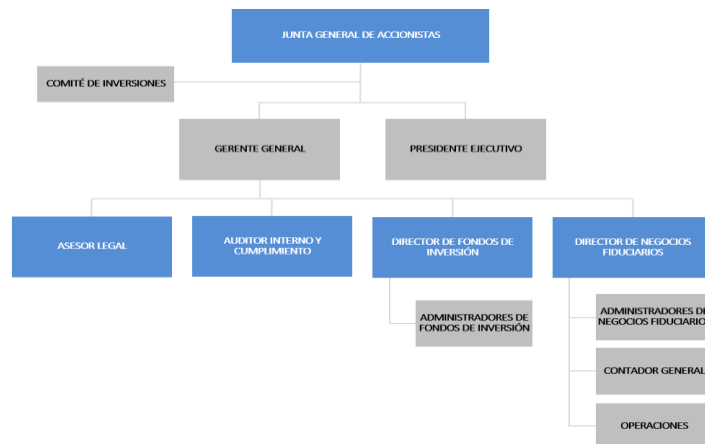 JUNTA GENERAL DE ACCIONISTAS
COMITÉ DE INVERSIONES
GERENTE GENERAL
PRESIDENTE EJECUTIVO
ASESOR LEGAL
AUDITOR INTERNO Y
CUMPLIMIENTO
DIRECTOR DE FONDOS DE
INVERSIÓN
DIRECTOR DE NEGOCIOS
FIDUCIARIOS
ADMINISTRADORES DE
FONDOS DE INVERSIÓN
ADMINISTRADORES DE
NEGOCIOS FIDUCIARIO
CONTADOR GENERAL
OPERACIONES